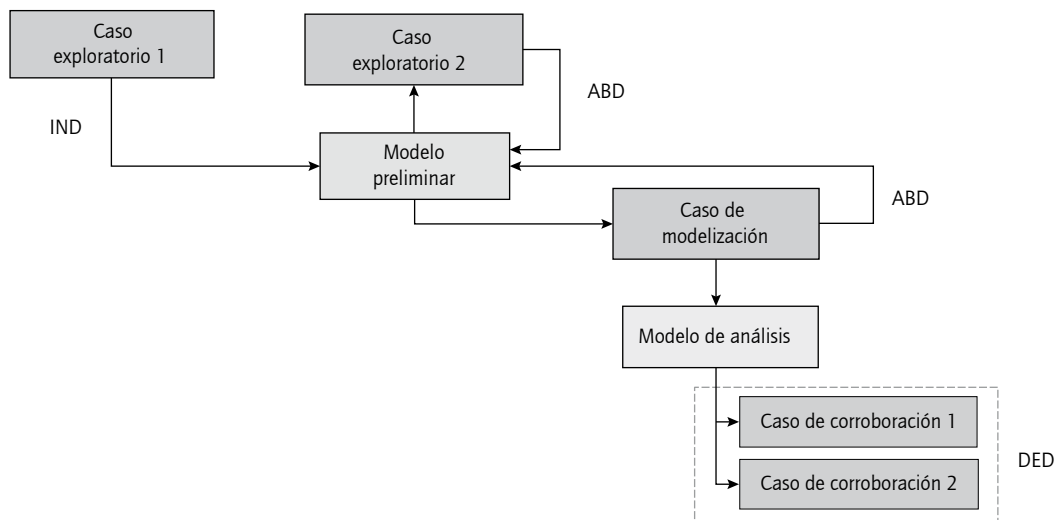 Caso
exploratorio 1
Caso
exploratorio 2
ABD
IND
Modelo
preliminar
ABD
Caso de
modelización
Modelo de análisis
Caso de corroboración 1
DED
Caso de corroboración 2